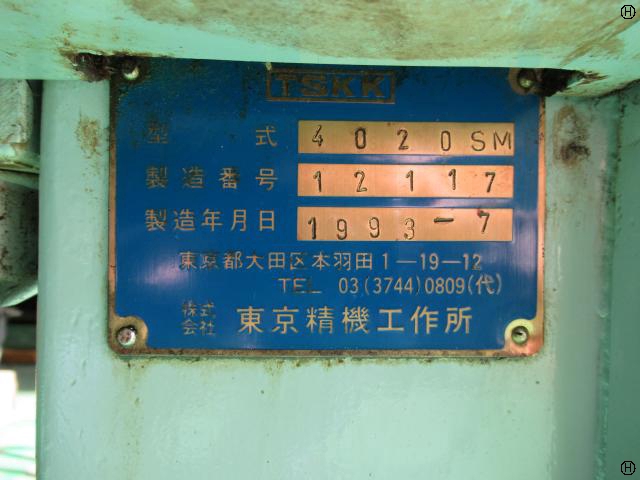 H
TSKK
型 式 4020SM
製造番号 12117
製造年月日 1993-7
東京都大田区本羽田1-19-12
TEL 03(3744)0809(代)
株式会社 東京精機工作所
H